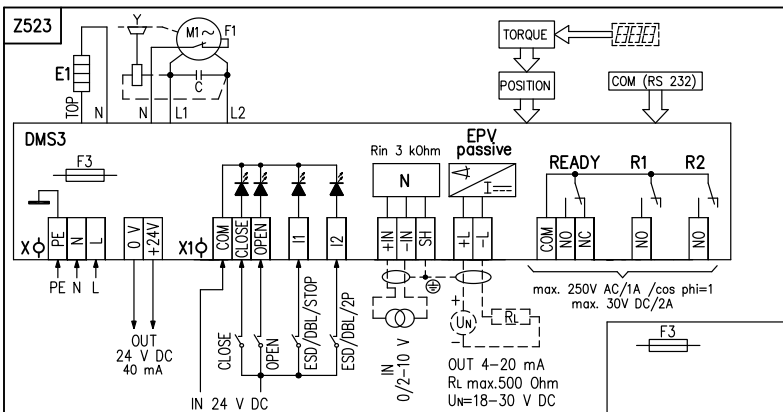 Z523
Y
M1~
F1
TORQUE
E1
C
POSITION
COM (RS 232)
TOP
N
N
L1
L2
DMS3
F3
Rin 3 kOhm
N
EPV
passive
I
READY
R1
R2
X
PE
N
L
0 V
+24V
X1
COM
CLOSE
OPEN
I1
I2
+IN
-IN
SH
+L
-L
COM
NO
NC
NO
NO
PE N L
OUT
24 V DC
40 mA
CLOSE
OPEN
ESD/DBL/STOP
ESD/DBL/2P
IN 24 V DC
IN
0/2-10 V
+
UN
-
RL
OUT 4-20 mA
RL max.500 Ohm
UN=18-30 V DC
max. 250V AC/1A /cos phi=1
max. 30V DC/2A
F3